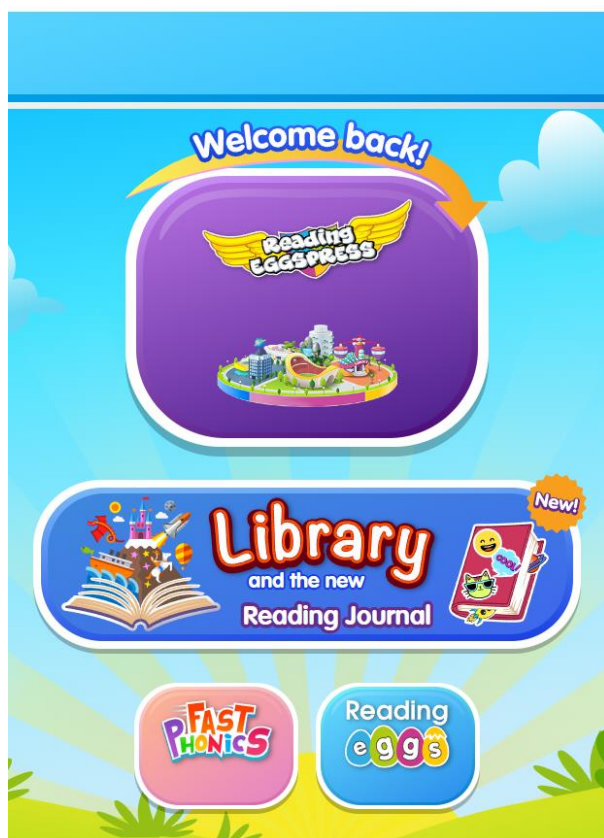 Welcome back!
Reading
EGGSPRESS
New!
Library
and the new
Reading Journal
COOL!
FAST
PHONICS
Reading
eggs